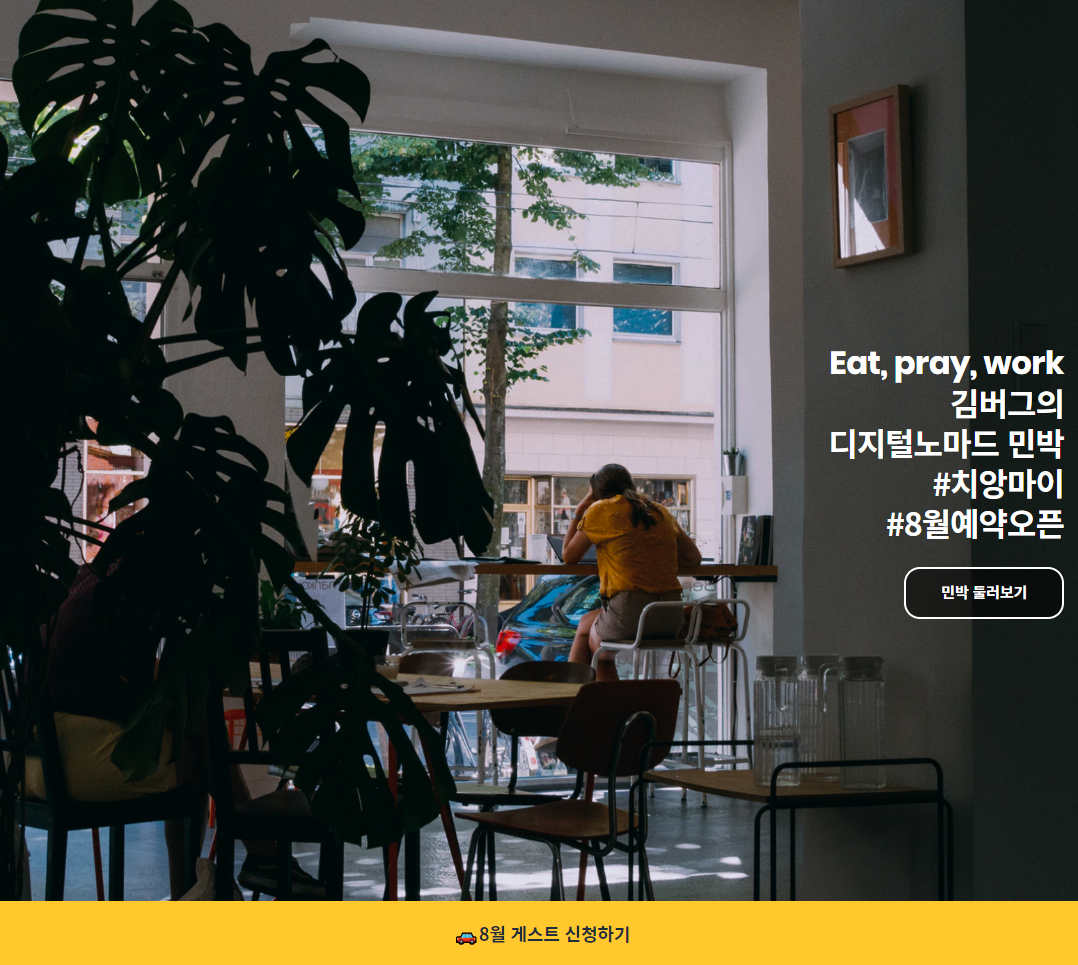 Eat, pray, work
김버그의
디지털노마드 민박
#치앙마이
#8월예약오픈
민박 둘러보기
🚗8월 게스트 신청하기